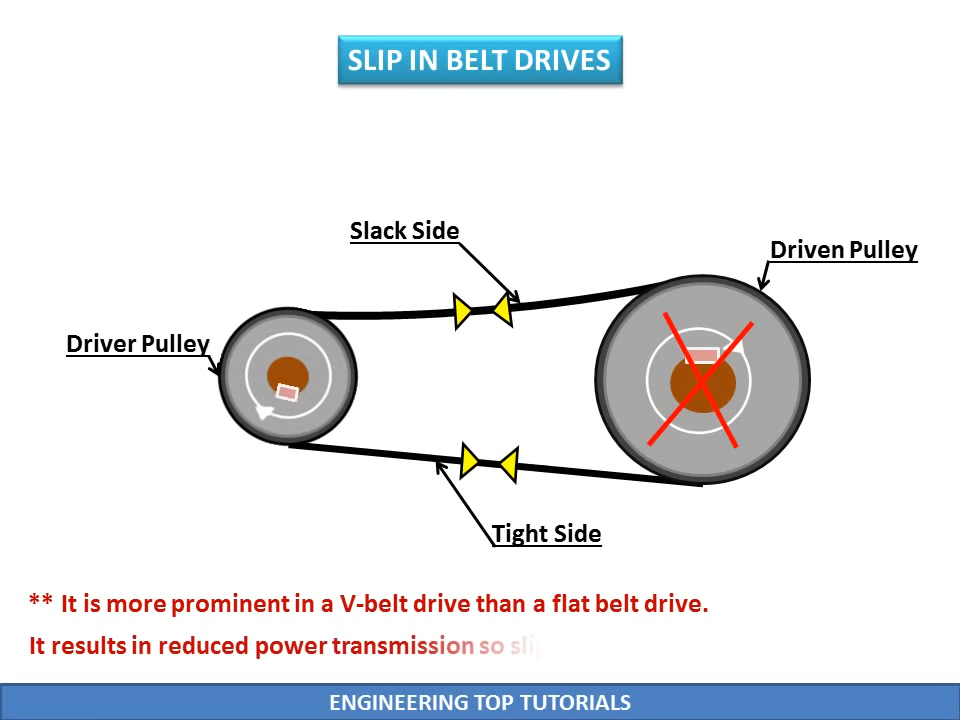 SLIP IN BELT DRIVES
Slack Side
Driven Pulley
Driver Pulley
Tight Side
** It is more prominent in a V-belt drive than a flat belt drive.
It results in reduced power transmission so
ENGINEERING TOP TUTORIALS